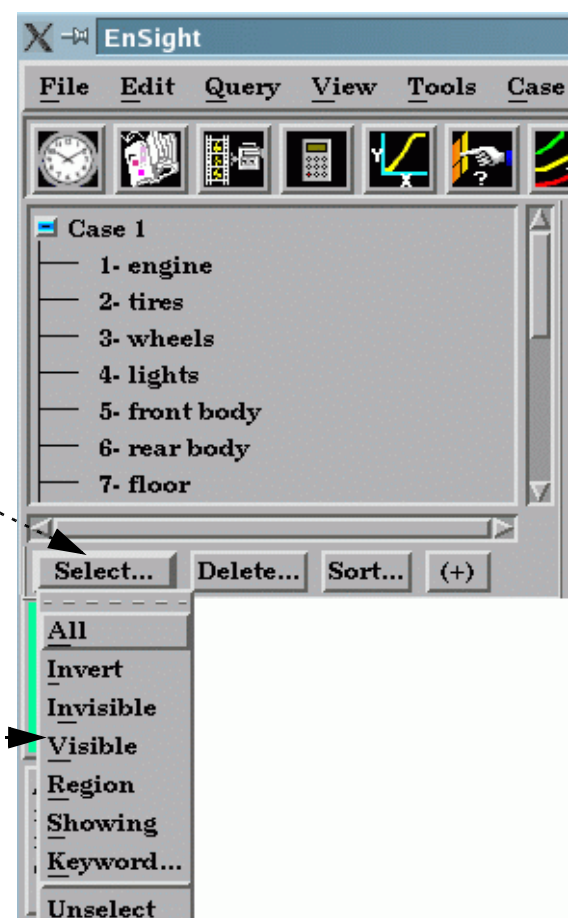 EnSight
File Edit Query View Tools Case
Y X ?
Case 1
1- engine
2- tires
3- wheels
4- lights
5- front body
6- rear body
7- floor
Select... Delete... Sort... (+)
All
Invert
Invisible
Visible
Region
Showing
Keyword...
Unselect